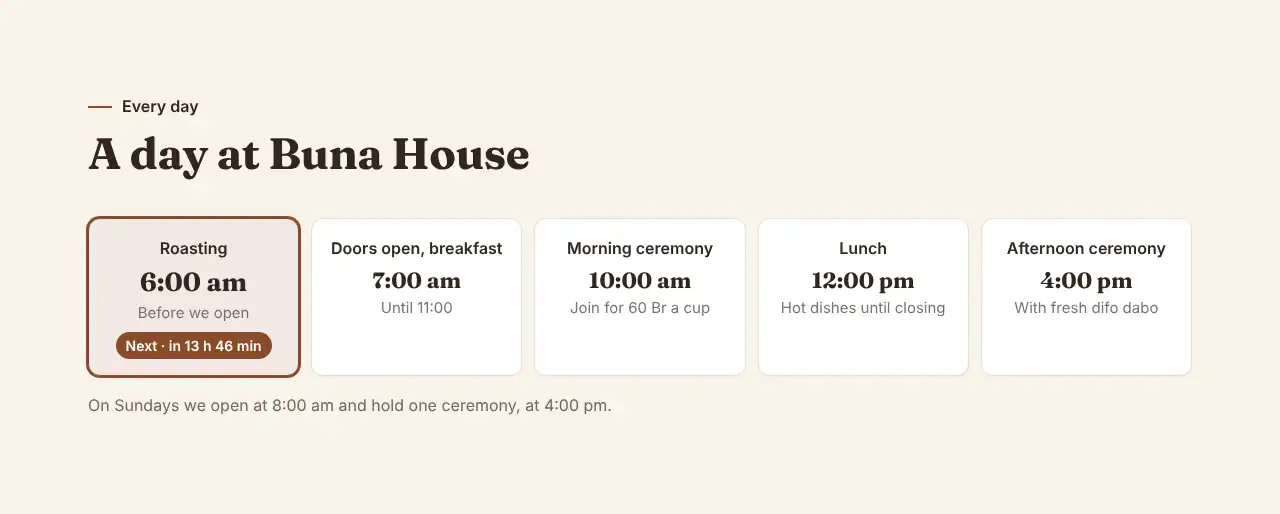 Every day
A day at Buna House
Roasting
6:00 am
Before we open
Next · in 13 h 46 min
Doors open, breakfast
7:00 am
Until 11:00
Morning ceremony
10:00 am
Join for 60 Br a cup
Lunch
12:00 pm
Hot dishes until closing
Afternoon ceremony
4:00 pm
With fresh difo dabo
On Sundays we open at 8:00 am and hold one ceremony, at 4:00 pm.